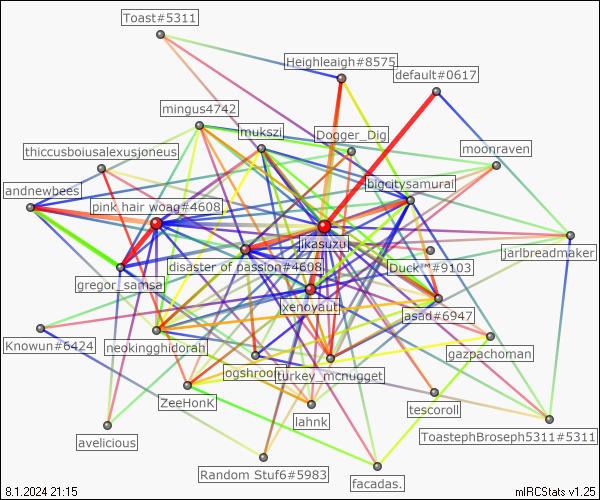 Toast#5311
Heighleaigh#8575
default#0617
mingus4742
mukszi
Dogger_Dig
moonraven
thiccusboiusalexusjoneus
bigcitysamurai
andnewbees
pink hair woag#4608
jikasuzu
jarlbreadmaker
disaster of passion#4608
Duck™#9103
gregor_samsa
xenoyaut
asad#6947
Knowun#6424
neokingghidorah
gazpachoman
ogshroom
turkey_mcnugget
ZeeHonk
tescoroll
lahnk
avelicious
ToastephBroseph5311#5311
Random Stuf6#5983
facadas.
8.1.2024 21:15
mIRCStats v1.25